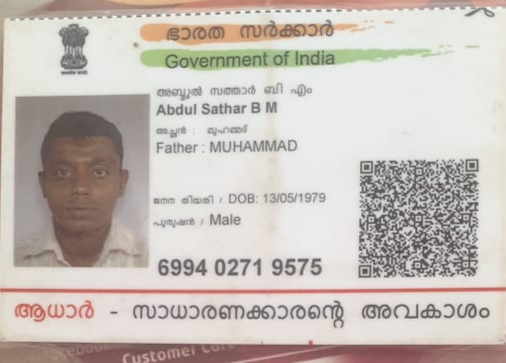 ഭാരത സർക്കാർ
Government of India
അബ്ദുൽ സത്താർ ബി എം
Abdul Sathar B M
അച്ഛൻ : മുഹമ്മദ്
Father : MUHAMMAD
ജനന തിയതി / DOB: 13/05/1979
പുരുഷൻ / Male
6994 0271 9575
ആധാർ - സാധാരണക്കാരന്റെ അവകാശം
Customer Care